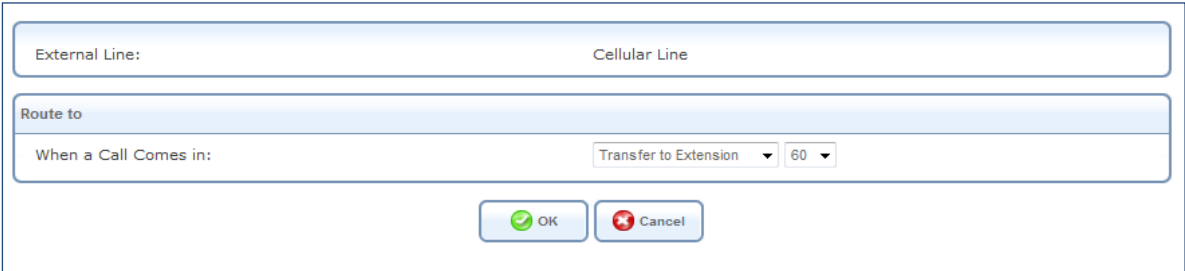 External Line: Cellular Line
Route to
When a Call Comes in: Transfer to Extension 60
OK Cancel